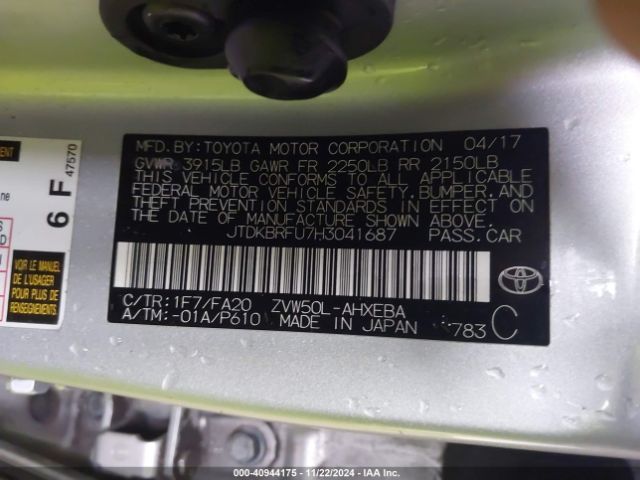 MFD.BY:TOYOTA MOTOR CORPORATION 04/17
GVWR 3915LB GAWR FR 2250LB RR 2150LB
THIS VEHICLE CONFORMS TO ALL APPLICABLE
FEDERAL MOTOR VEHICLE SAFETY, BUMPER, AND
THEFT PREVENTION STANDARDS IN EFFECT ON
THE DATE OF MANUFACTURE SHOWN ABOVE.
JTDKBRFU7H3041687 PASS.CAR
C/TR:1F7/FA20 ZVW50L-AHXEBA
A/TM:-01A/P610 MADE IN JAPAN 783 C
TOYOTA
6 F 47570
VOIR LE MANUEL
DE L'USAGER
POUR PLUS DE
000-40944175 - 11/22/2024 - IAA Inc.